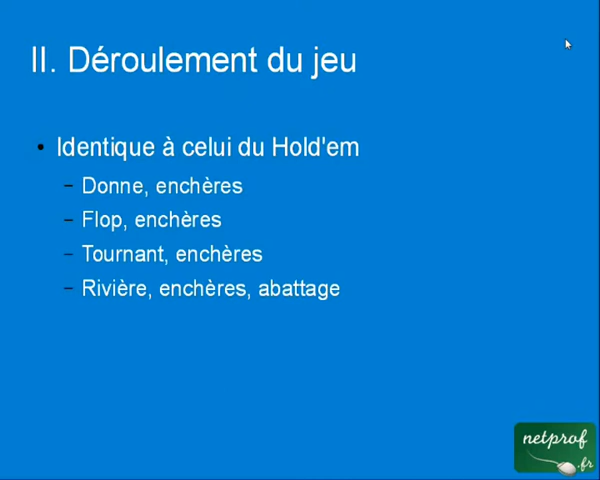 II. Déroulement du jeu
• Identique à celui du Hold'em
– Donne, enchères
– Flop, enchères
– Tournant, enchères
– Rivière, enchères, abattage
netprof
.fr